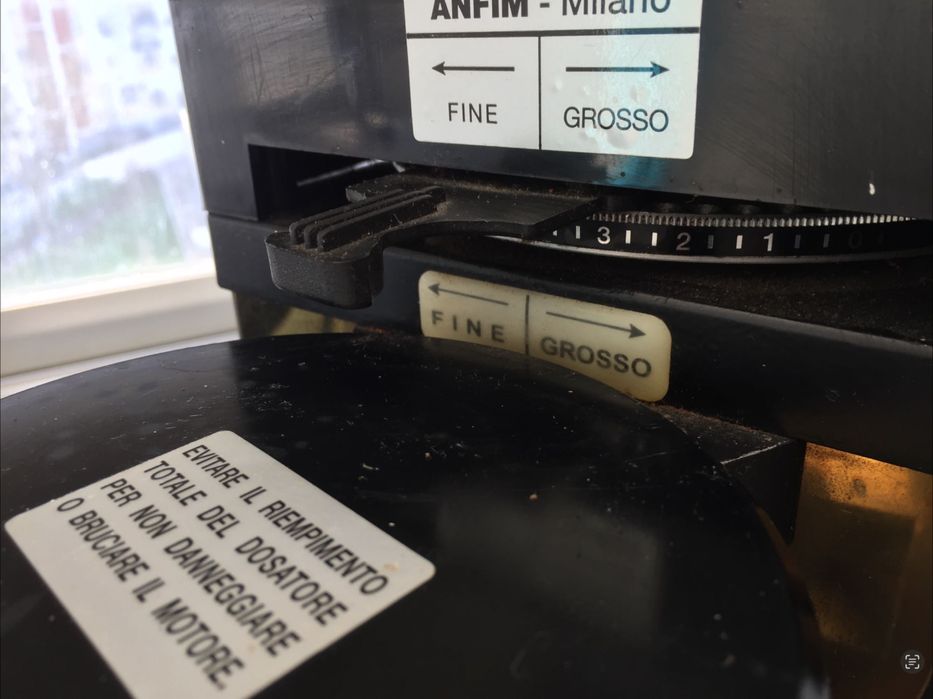 ANFIM - Milano
FINE
GROSSO
3 2 1 0
FINE
GROSSO
EVITARE IL RIEMPIMENTO
TOTALE DEL DOSATORE
PER NON DANNEGGIARE
O BRUCIARE IL MOTORE.